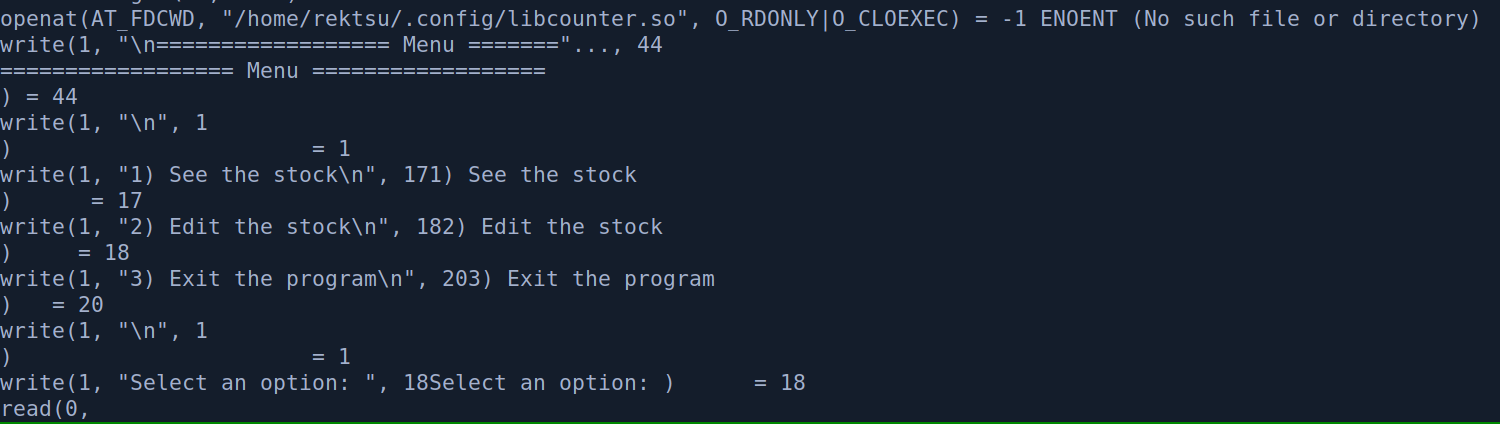 openat(AT_FDCWD, "/home/rektsu/.config/libcounter.so", O_RDONLY|O_CLOEXEC) = -1 ENOENT (No such file or directory)
write(1, "\n================== Menu ======="..., 44
================== Menu ==================
) = 44
write(1, "\n", 1
)                       = 1
write(1, "1) See the stock\n", 171) See the stock
)      = 17
write(1, "2) Edit the stock\n", 182) Edit the stock
)     = 18
write(1, "3) Exit the program\n", 203) Exit the program
)   = 20
write(1, "\n", 1
)                       = 1
write(1, "Select an option: ", 18Select an option: )      = 18
read(0,